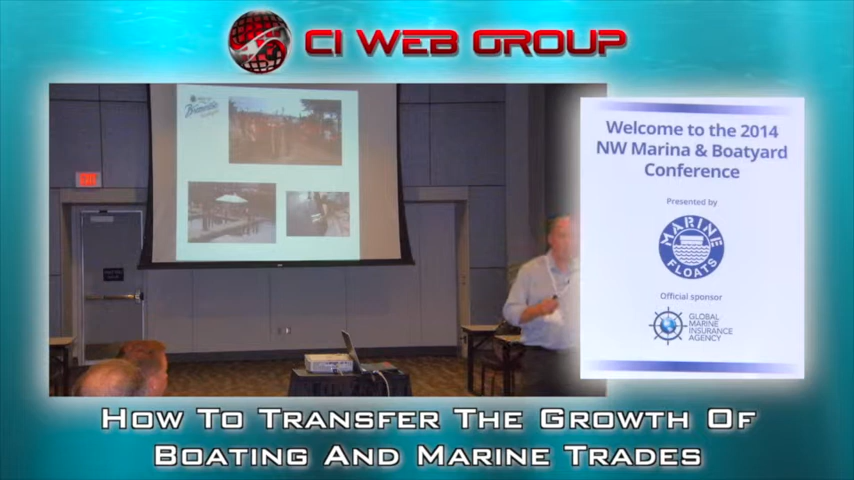 CI WEB GROUP
EXIT
Welcome to the 2014
NW Marina & Boatyard
Conference
Presented by
MARINE
FLOATS
Official sponsor
GLOBAL
MARINE
INSURANCE
AGENCY
HOW TO TRANSFER THE GROWTH OF
BOATING AND MARINE TRADES